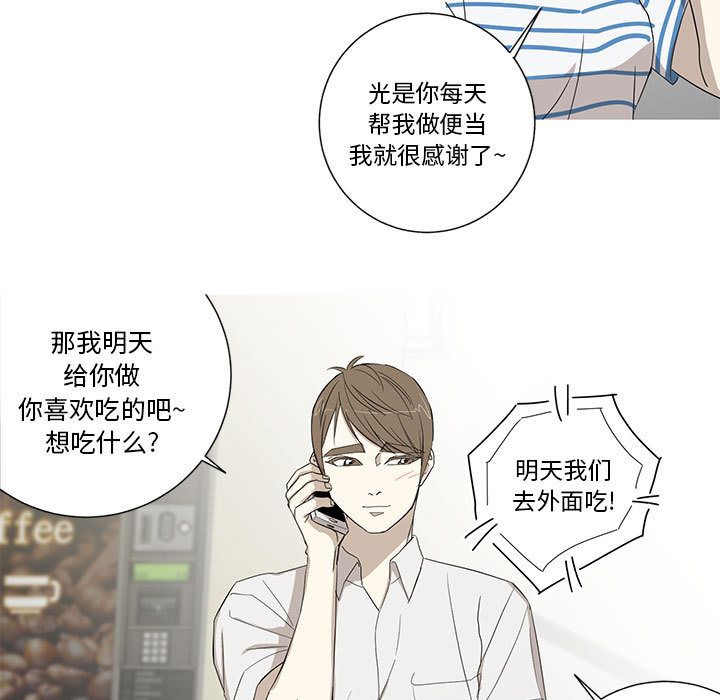 光是你每天
帮我做便当
我就很感谢了~
那我明天
给你做
你喜欢吃的吧~
想吃什么?
明天我们
去外面吃!
ffee